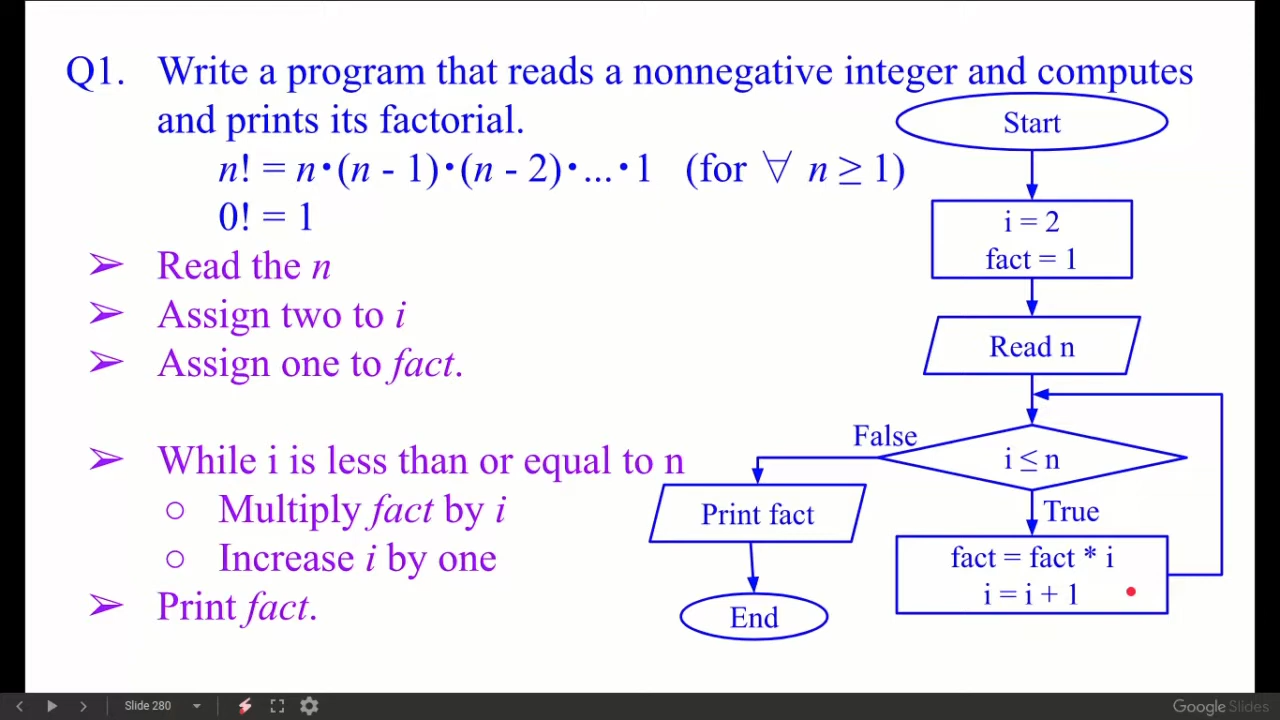 Q1. Write a program that reads a nonnegative integer and computes
and prints its factorial.
n! = n·(n - 1)·(n - 2)·...·1 (for ∀ n ≥ 1)
0! = 1
➢ Read the n
➢ Assign two to i
➢ Assign one to fact.
➢ While i is less than or equal to n
○ Multiply fact by i
○ Increase i by one
➢ Print fact.
Start
i = 2
fact = 1
Read n
i ≤ n
False
True
Print fact
fact = fact * i
i = i + 1
End
Slide 280
Google Slides